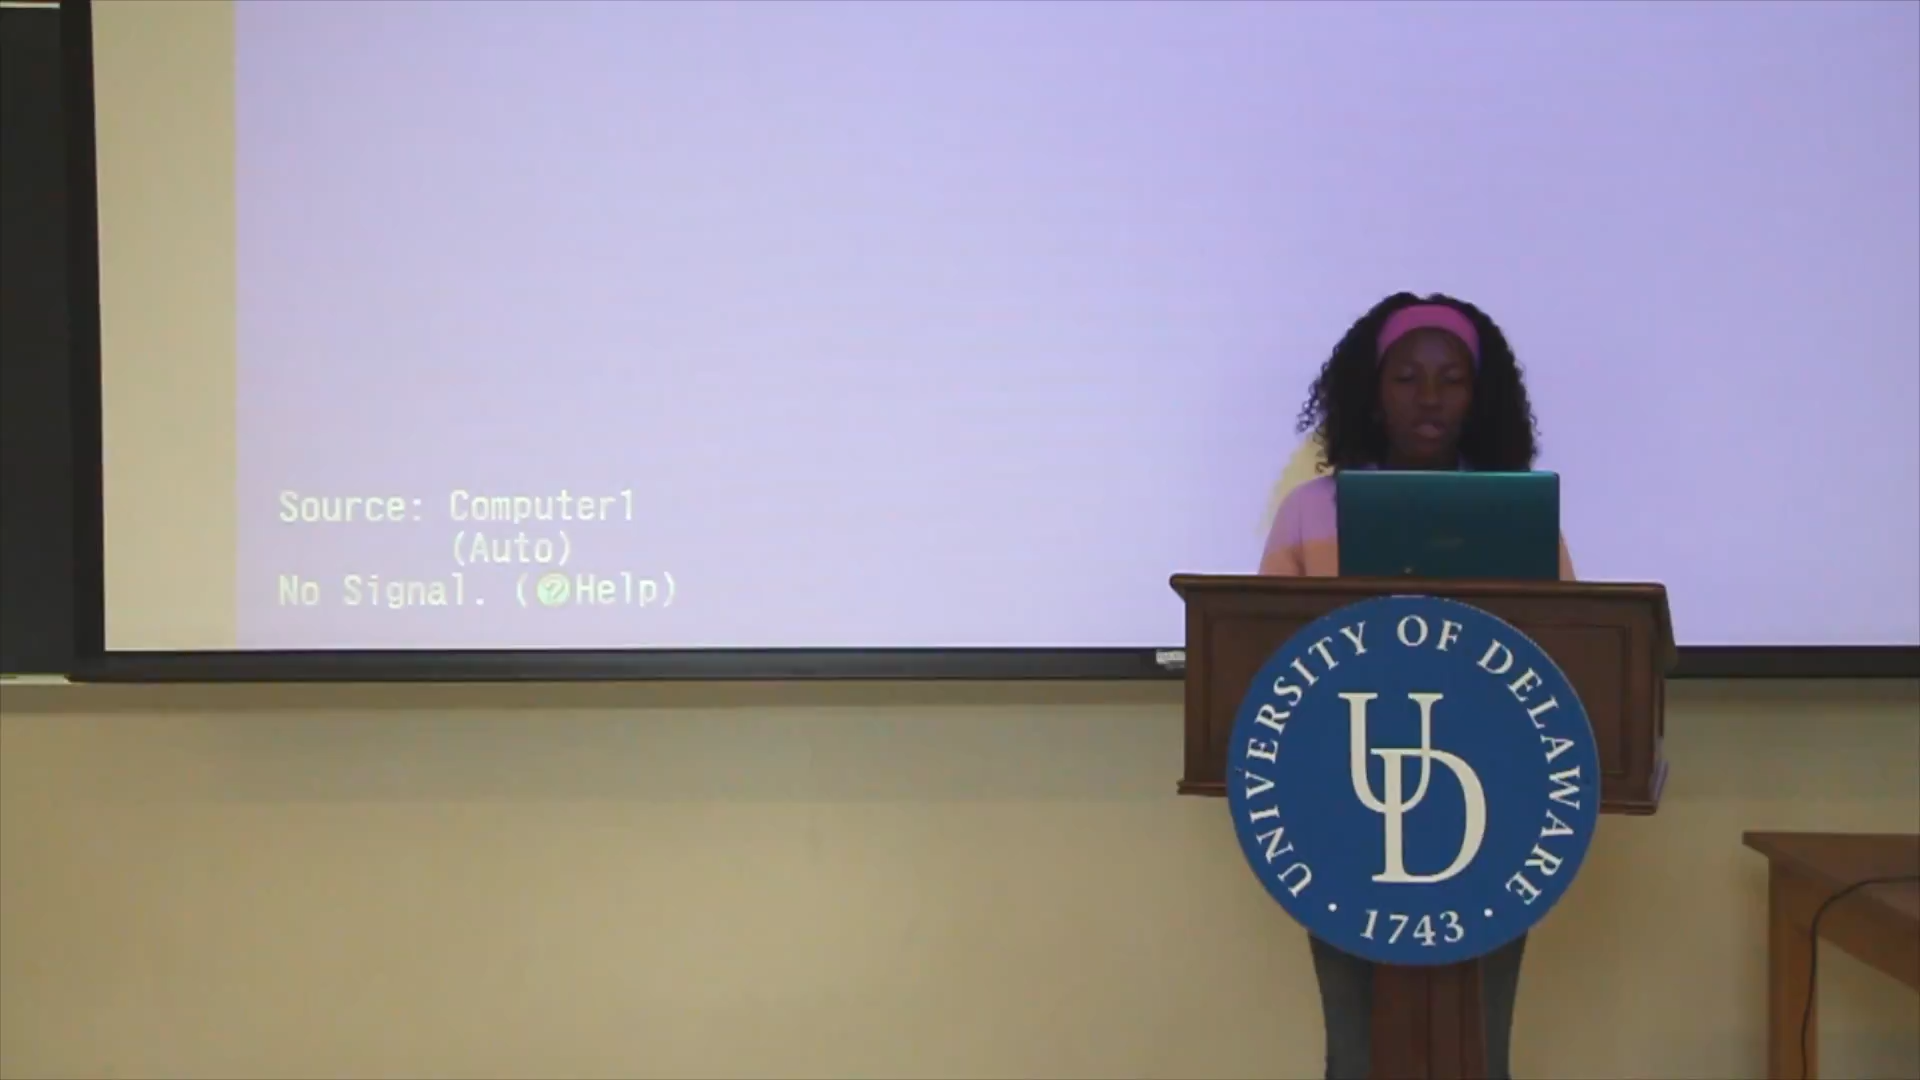 Source: Computer1
(Auto)
No Signal. (?Help)
UNIVERSITY OF DELAWARE
UD
· 1743 ·